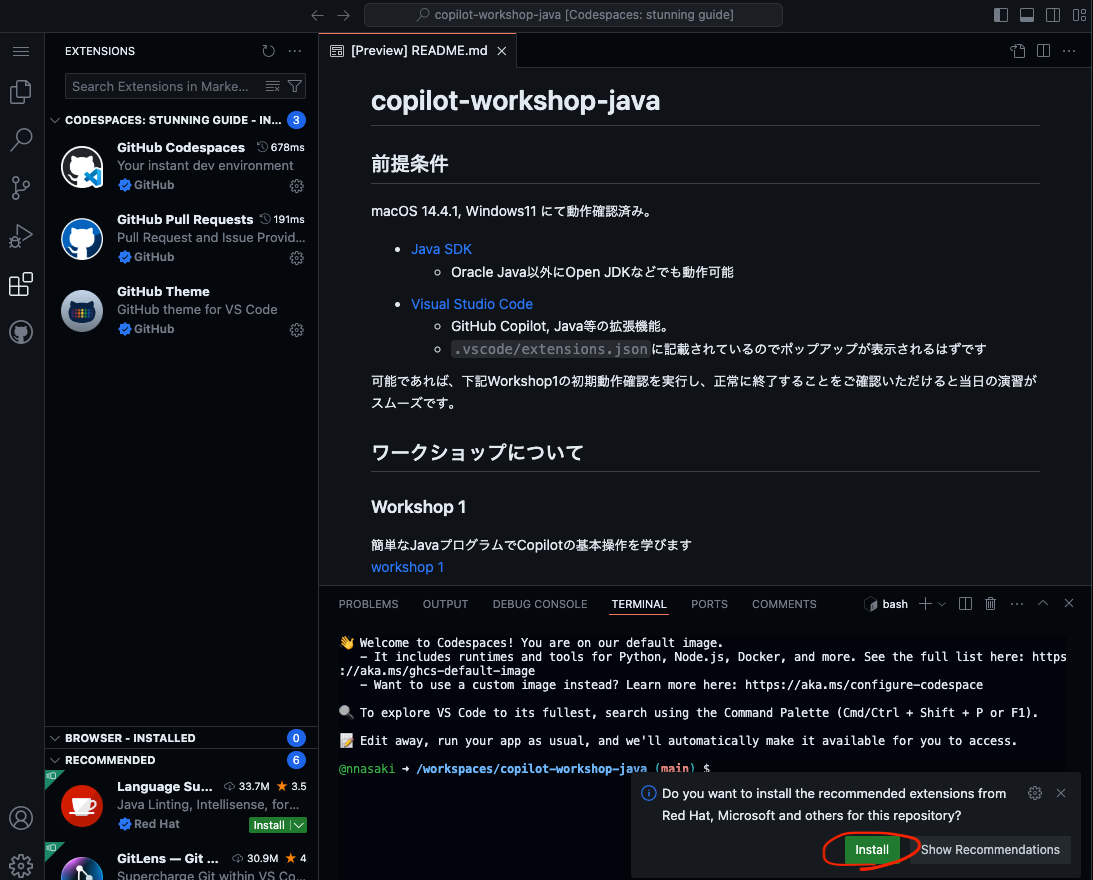 copilot-workshop-java [Codespaces: stunning guide]
EXTENSIONS
Search Extensions in Marke...
CODESPACES: STUNNING GUIDE - IN... 3
GitHub Codespaces 678ms
Your instant dev environment
GitHub
GitHub Pull Requests 191ms
Pull Request and Issue Provid...
GitHub
GitHub Theme
GitHub theme for VS Code
GitHub
BROWSER - INSTALLED 0
RECOMMENDED 6
Language Su... 33.7M ★ 3.5
Java Linting, Intellisense, for...
Red Hat Install
GitLens — Git ... 30.9M ★ 4
Supercharge Git within VS Co...
[Preview] README.md
copilot-workshop-java
前提条件
macOS 14.4.1, Windows11 にて動作確認済み。
• Java SDK
○ Oracle Java以外にOpen JDKなどでも動作可能
• Visual Studio Code
○ GitHub Copilot, Java等の拡張機能。
○ .vscode/extensions.json に記載されているのでポップアップが表示されるはずです
可能であれば、下記Workshop1の初期動作確認を実行し、正常に終了することをご確認いただけると当日の演習が
スムーズです。
ワークショップについて
Workshop 1
簡単なJavaプログラムでCopilotの基本操作を学びます
workshop 1
PROBLEMS OUTPUT DEBUG CONSOLE TERMINAL PORTS COMMENTS bash
👋 Welcome to Codespaces! You are on our default image.
- It includes runtimes and tools for Python, Node.js, Docker, and more. See the full list here: https
://aka.ms/ghcs-default-image
- Want to use a custom image instead? Learn more here: https://aka.ms/configure-codespace
🔍 To explore VS Code to its fullest, search using the Command Palette (Cmd/Ctrl + Shift + P or F1).
📝 Edit away, run your app as usual, and we'll automatically make it available for you to access.
@nnasaki ➜ /workspaces/copilot-workshop-java (main) $
Do you want to install the recommended extensions from
Red Hat, Microsoft and others for this repository?
Install Show Recommendations